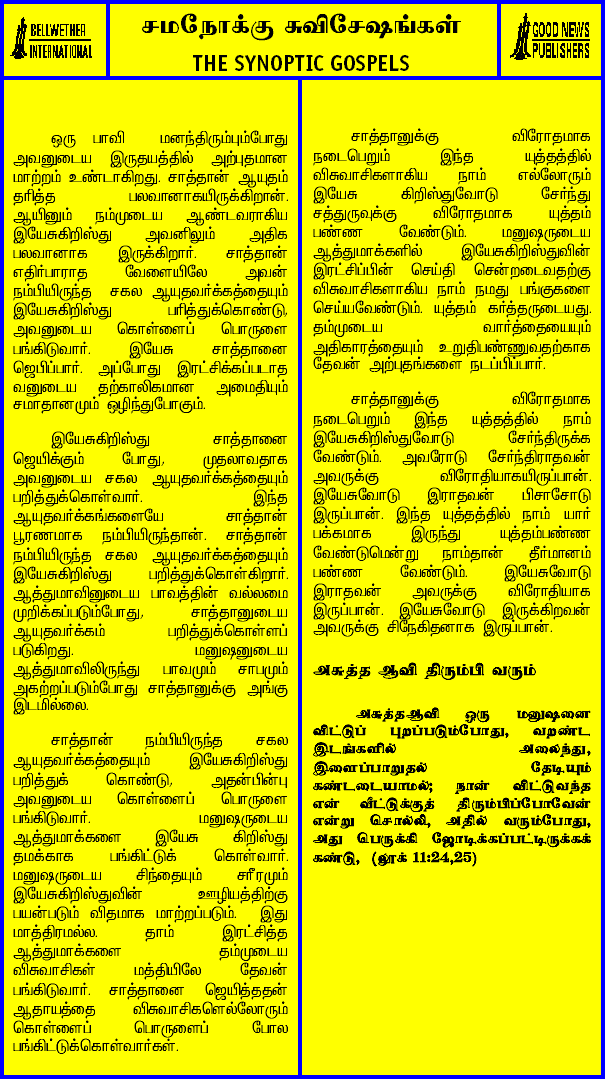 BELLWETHER
INTERNATIONAL
சமநோக்கு சுவிசேஷங்கள்
THE SYNOPTIC GOSPELS
GOOD NEWS
PUBLISHERS
ஒரு பாவி மனந்திரும்பும்போது
அவனுடைய இருதயத்தில் அற்புதமான
மாற்றம் உண்டாகிறது. சாத்தான் ஆயுதம்
தரித்த பலவானாகயிருக்கிறான்.
ஆயினும் நம்முடைய ஆண்டவராகிய
இயேசுகிறிஸ்து அவனிலும் அதிக
பலவானாக இருக்கிறார். சாத்தான்
எதிர்பாராத வேளையிலே அவன்
நம்பியிருந்த சகல ஆயுதவர்க்கத்தையும்
இயேசுகிறிஸ்து பரித்துக்கொண்டு,
அவனுடைய கொள்ளைப் பொருளை
பங்கிடுவார். இயேசு சாத்தானை
ஜெயிப்பார். அப்போது இரட்சிக்கப்படாத
வனுடைய தற்காலிகமான அமைதியும்
சமாதானமும் ஒழிந்துபோகும்.
இயேசுகிறிஸ்து சாத்தானை
ஜெயிக்கும் போது, முதலாவதாக
அவனுடைய சகல ஆயுதவர்க்கத்தையும்
பறித்துக்கொள்வார். இந்த
ஆயுதவர்க்கங்களையே சாத்தான்
பூரணமாக நம்பியிருந்தான். சாத்தான்
நம்பியிருந்த சகல ஆயுதவர்க்கத்தையும்
இயேசுகிறிஸ்து பறித்துக்கொள்கிறார்.
ஆத்துமாவினுடைய பாவத்தின் வல்லமை
முறிக்கப்படும்போது, சாத்தானுடைய
ஆயுதவர்க்கம் பறித்துக்கொள்ளப்
படுகிறது. மனுஷனுடைய
ஆத்துமாவிலிருந்து பாவமும் சாபமும்
அகற்றப்படும்போது சாத்தானுக்கு அங்கு
இடமில்லை.
சாத்தான் நம்பியிருந்த சகல
ஆயுதவர்க்கத்தையும் இயேசுகிறிஸ்து
பறித்துக் கொண்டு, அதன்பின்பு
அவனுடைய கொள்ளைப் பொருளை
பங்கிடுவார். மனுஷருடைய
ஆத்துமாக்களை இயேசு கிறிஸ்து
தமக்காக பங்கிட்டுக் கொள்வார்.
மனுஷருடைய சிந்தையும் சரீரமும்
இயேசுகிறிஸ்துவின் ஊழியத்திற்கு
பயன்படும் விதமாக மாற்றப்படும். இது
மாத்திரமல்ல. தாம் இரட்சித்த
ஆத்துமாக்களை தம்முடைய
விசுவாசிகள் மத்தியிலே தேவன்
பங்கிடுவார். சாத்தானை ஜெயித்ததன்
ஆதாயத்தை விசுவாசிகளெல்லோரும்
கொள்ளைப் பொருளைப் போல
பங்கிட்டுக்கொள்வார்கள்.
சாத்தானுக்கு விரோதமாக
நடைபெறும் இந்த யுத்தத்தில்
விசுவாசிகளாகிய நாம் எல்லோரும்
இயேசு கிறிஸ்துவோடு சேர்ந்து
சத்துருவுக்கு விரோதமாக யுத்தம்
பண்ண வேண்டும். மனுஷருடைய
ஆத்துமாக்களில் இயேசுகிறிஸ்துவின்
இரட்சிப்பின் செய்தி சென்றடைவதற்கு
விசுவாசிகளாகிய நாம் நமது பங்குகளை
செய்யவேண்டும். யுத்தம் கர்த்தருடையது.
தம்முடைய வார்த்தையையும்
அதிகாரத்தையும் உறுதிபண்ணுவதற்காக
தேவன் அற்புதங்களை நடப்பிப்பார்.
சாத்தானுக்கு விரோதமாக
நடைபெறும் இந்த யுத்தத்தில் நாம்
இயேசுகிறிஸ்துவோடு சேர்ந்திருக்க
வேண்டும். அவரோடு சேர்ந்திராதவன்
அவருக்கு விரோதியாகயிருப்பான்.
இயேசுவோடு இராதவன் பிசாசோடு
இருப்பான். இந்த யுத்தத்தில் நாம் யார்
பக்கமாக இருந்து யுத்தம்பண்ண
வேண்டுமென்று நாம்தான் தீர்மானம்
பண்ண வேண்டும். இயேசுவோடு
இராதவன் அவருக்கு விரோதியாக
இருப்பான். இயேசுவோடு இருக்கிறவன்
அவருக்கு சிநேகிதனாக இருப்பான்.
அசுத்த ஆவி திரும்பி வரும்
அசுத்தஆவி ஒரு மனுஷனை
விட்டுப் புறப்படும்போது, வறண்ட
இடங்களில் அலைந்து,
இளைப்பாறுதல் தேடியும்
கண்டடையாமல்; நான் விட்டுவந்த
என் வீட்டுக்குத் திரும்பிப்போவேன்
என்று சொல்லி, அதில் வரும்போது,
அது பெருக்கி ஜோடிக்கப்பட்டிருக்கக்
கண்டு, (லூக் 11:24,25)